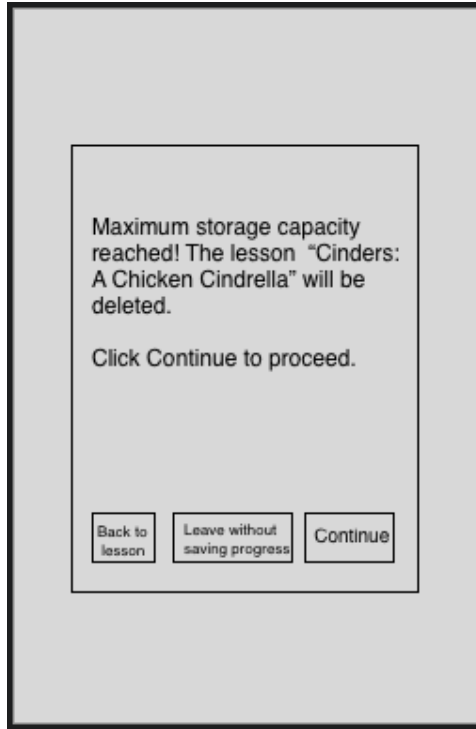 Maximum storage capacity
reached! The lesson “Cinders:
A Chicken Cindrella” will be
deleted.
Click Continue to proceed.
Back to
lesson
Leave without
saving progress
Continue